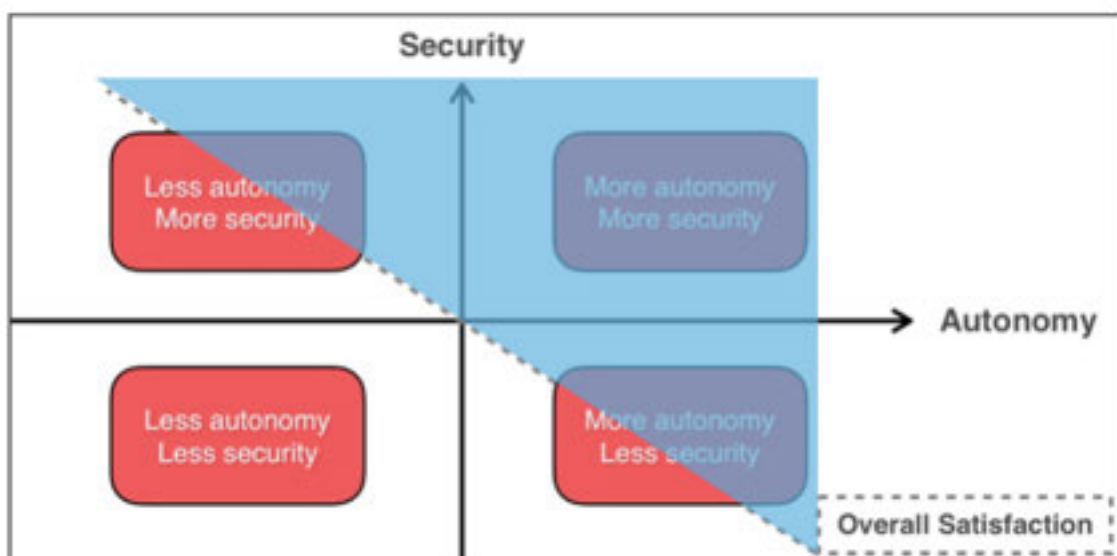 Security
Less autonomy
More security
More autonomy
More security
Autonomy
Less autonomy
Less security
More autonomy
Less security
Overall Satisfaction